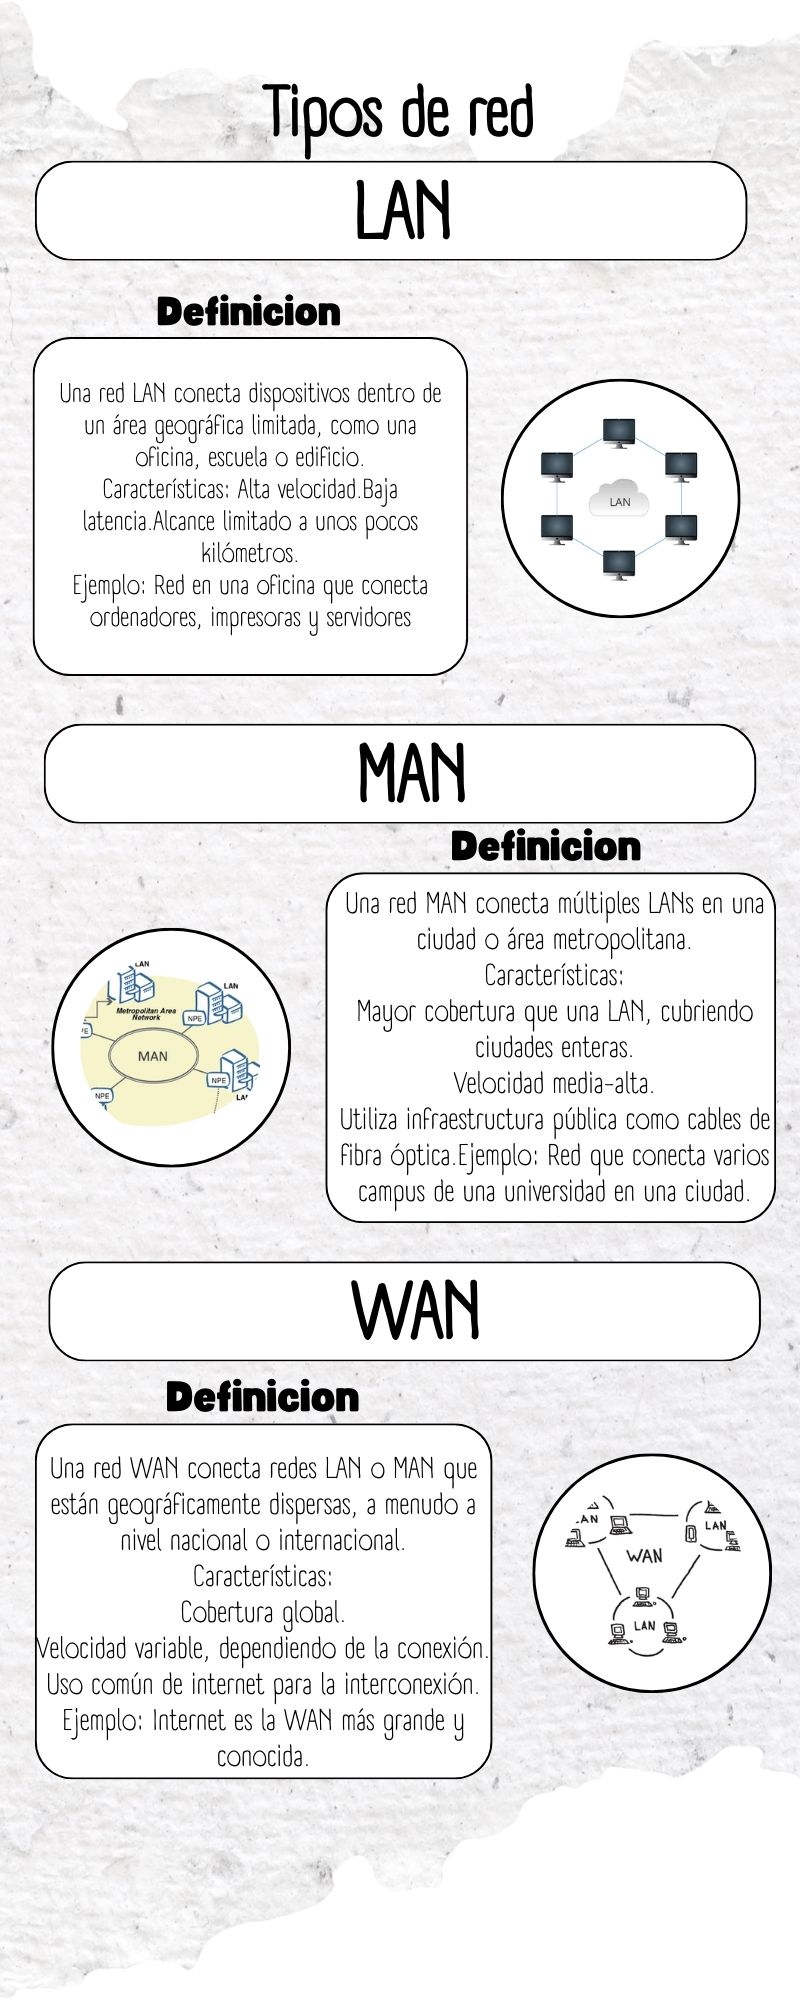 Tipos de red
LAN
Definicion
Una red LAN conecta dispositivos dentro de
un área geográfica limitada, como una
oficina, escuela o edificio.
Características: Alta velocidad.Baja
latencia.Alcance limitado a unos pocos
kilómetros.
Ejemplo: Red en una oficina que conecta
ordenadores, impresoras y servidores
LAN
MAN
Definicion
Una red MAN conecta múltiples LANs en una
ciudad o área metropolitana.
Características:
Mayor cobertura que una LAN, cubriendo
ciudades enteras.
Velocidad media-alta.
Utiliza infraestructura pública como cables de
fibra óptica.Ejemplo: Red que conecta varios
campus de una universidad en una ciudad.
LAN
LAN
Metropolitan Area
Network
NPE
MAN
NPE
NPE
WAN
Definicion
Una red WAN conecta redes LAN o MAN que
están geográficamente dispersas, a menudo a
nivel nacional o internacional.
Características:
Cobertura global.
Velocidad variable, dependiendo de la conexión.
Uso común de internet para la interconexión.
Ejemplo: Internet es la WAN más grande y
conocida.
AN
LAN
WAN
LAN